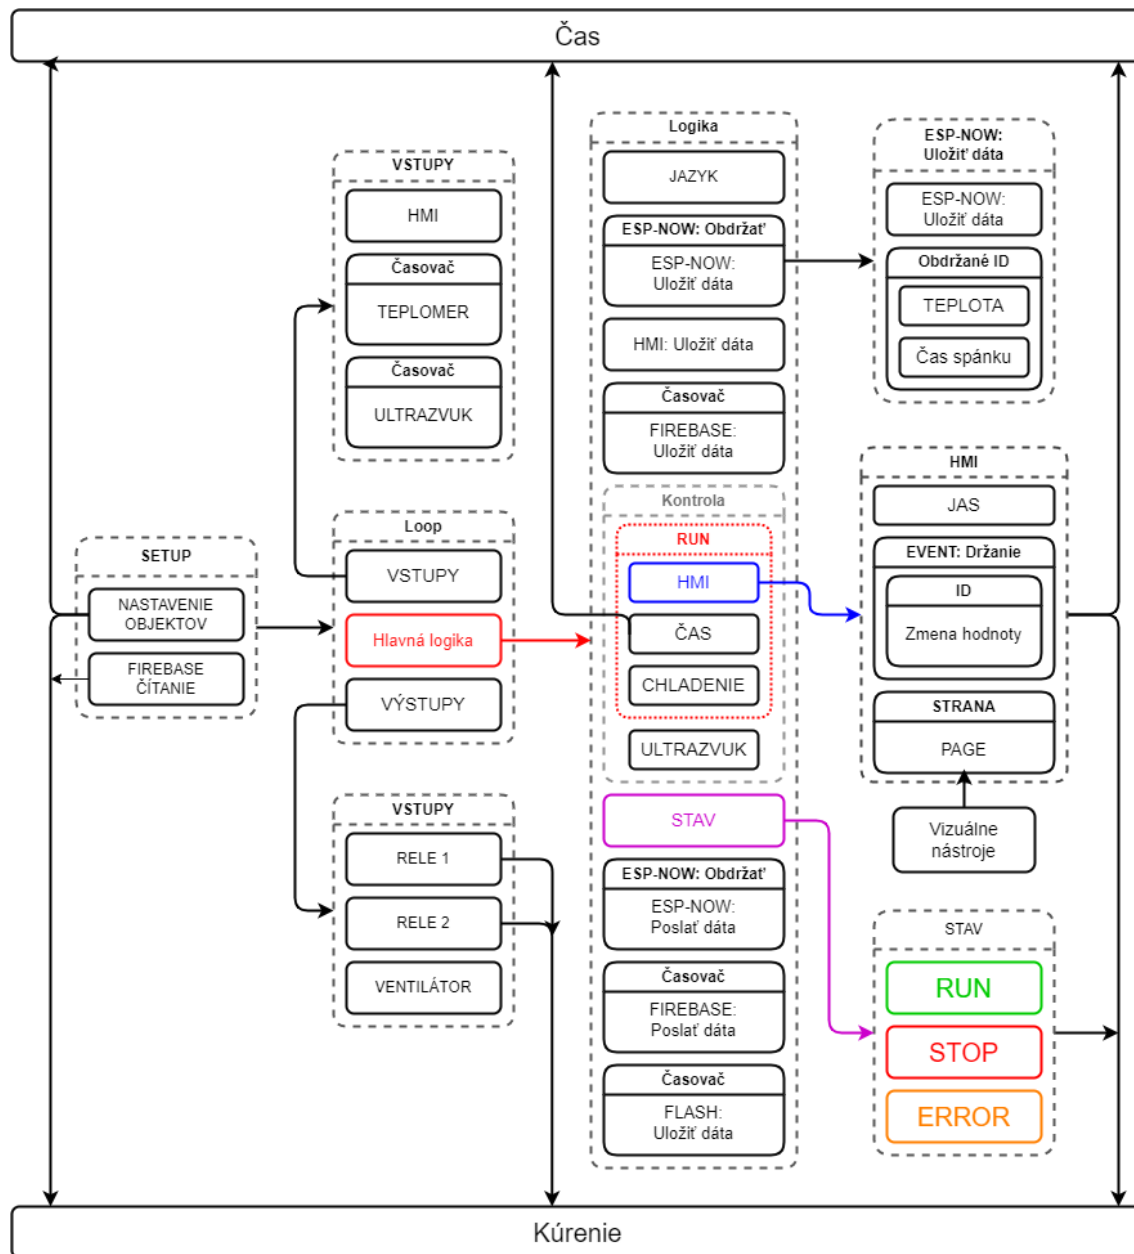 Čas
SETUP
NASTAVENIE
OBJEKTOV
FIREBASE
ČÍTANIE
VSTUPY
HMI
Časovač
TEPLOMER
Časovač
ULTRAZVUK
Loop
VSTUPY
Hlavná logika
VÝSTUPY
VSTUPY
RELE 1
RELE 2
VENTILÁTOR
Logika
JAZYK
ESP-NOW: Obdržať
ESP-NOW:
Uložiť dáta
HMI: Uložiť dáta
Časovač
FIREBASE:
Uložiť dáta
Kontrola
RUN
HMI
ČAS
CHLADENIE
ULTRAZVUK
STAV
ESP-NOW: Obdržať
ESP-NOW:
Poslať dáta
Časovač
FIREBASE:
Poslať dáta
Časovač
FLASH:
Uložiť dáta
ESP-NOW:
Uložiť dáta
ESP-NOW:
Uložiť dáta
Obdržané ID
TEPLOTA
Čas spánku
HMI
JAS
EVENT: Držanie
ID
Zmena hodnoty
STRANA
PAGE
Vizuálne
nástroje
STAV
RUN
STOP
ERROR
Kúrenie